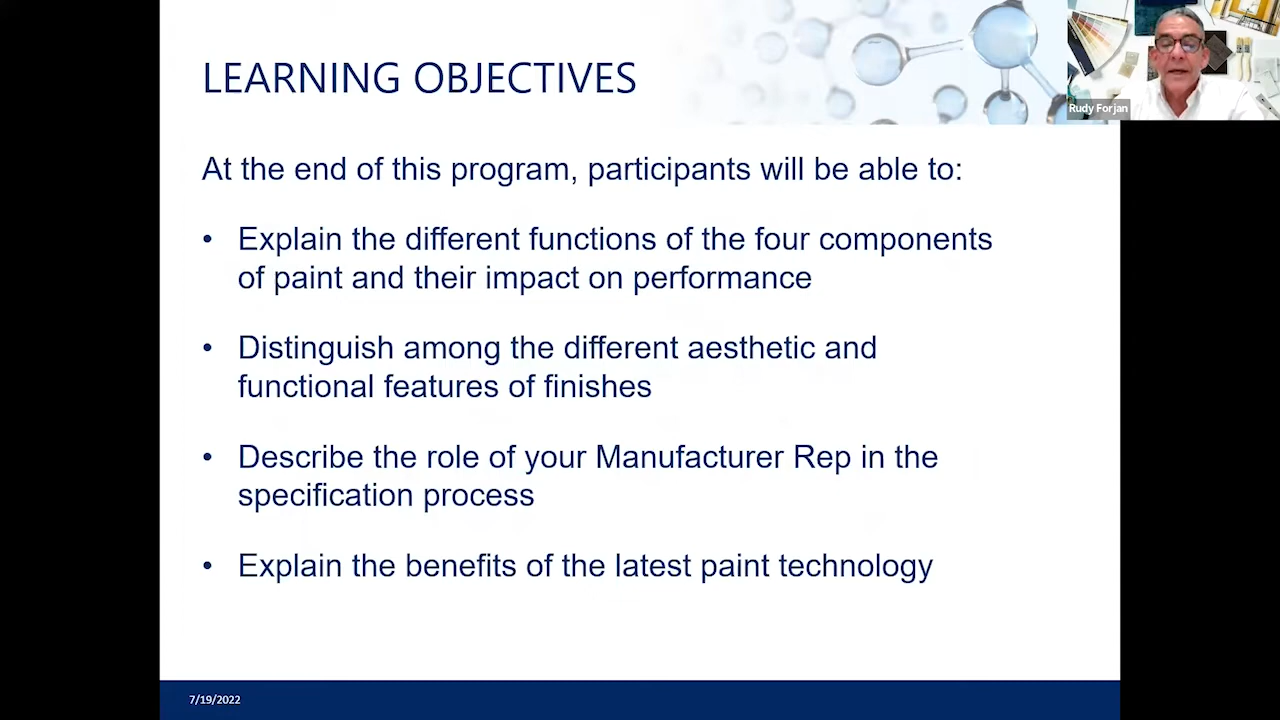 LEARNING OBJECTIVES
Rudy Forjan
At the end of this program, participants will be able to:
• Explain the different functions of the four components
of paint and their impact on performance
• Distinguish among the different aesthetic and
functional features of finishes
• Describe the role of your Manufacturer Rep in the
specification process
• Explain the benefits of the latest paint technology
7/19/2022